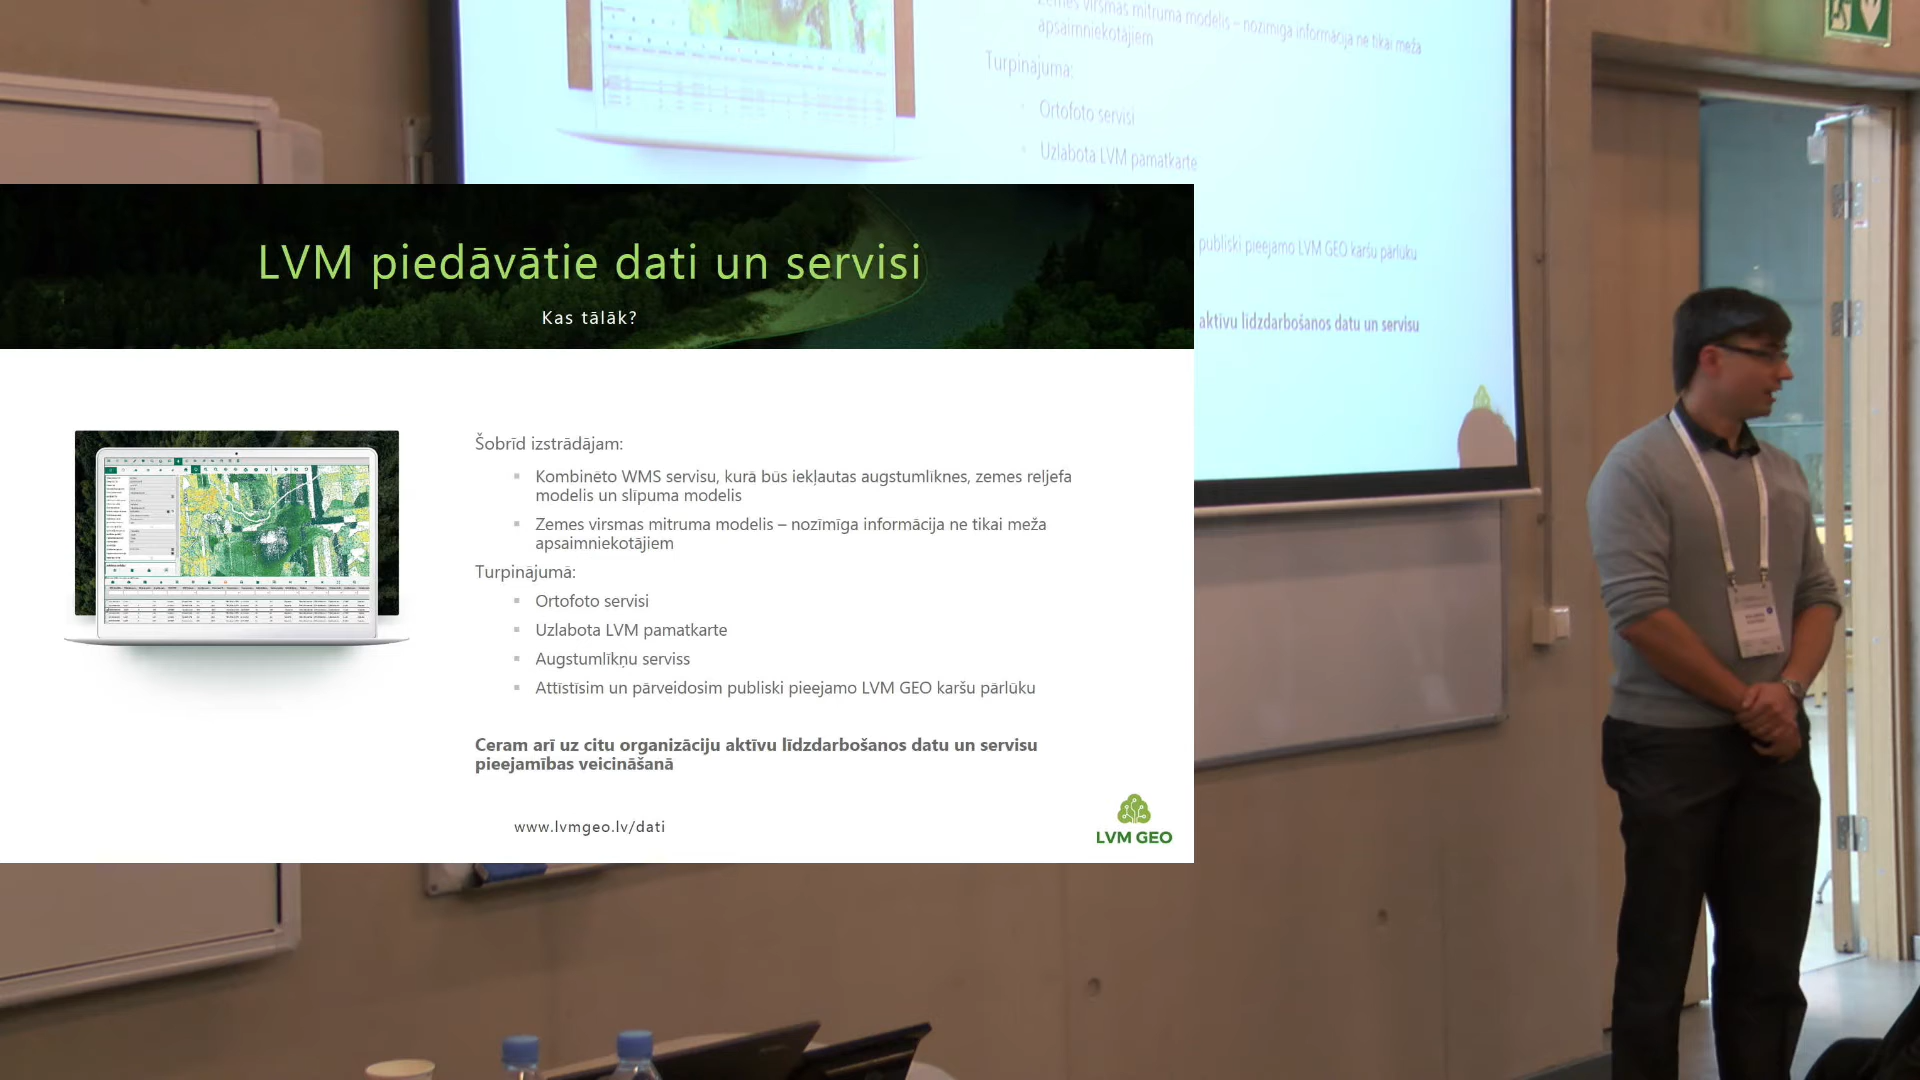 Zemes virsmas mitruma modelis – nozīmīga informācija ne tikai meža
apsaimniekotājiem
Turpinājumā:
Ortofoto servisi
Uzlabota LVM pamatkarte
publiski pieejamo LVM GEO karšu pārlūku
aktīvu līdzdarbošanos datu un servisu
LVM piedāvātie dati un servisi
Kas tālāk?
Šobrīd izstrādājam:
Kombinēto WMS servisu, kurā būs iekļautas augstumlīknes, zemes reljefa
modelis un slīpuma modelis
Zemes virsmas mitruma modelis – nozīmīga informācija ne tikai meža
apsaimniekotājiem
Turpinājumā:
Ortofoto servisi
Uzlabota LVM pamatkarte
Augstumlīkņu serviss
Attīstīsim un pārveidosim publiski pieejamo LVM GEO karšu pārlūku
Ceram arī uz citu organizāciju aktīvu līdzdarbošanos datu un servisu
pieejamības veicināšanā
www.lvmgeo.lv/dati
LVM GEO